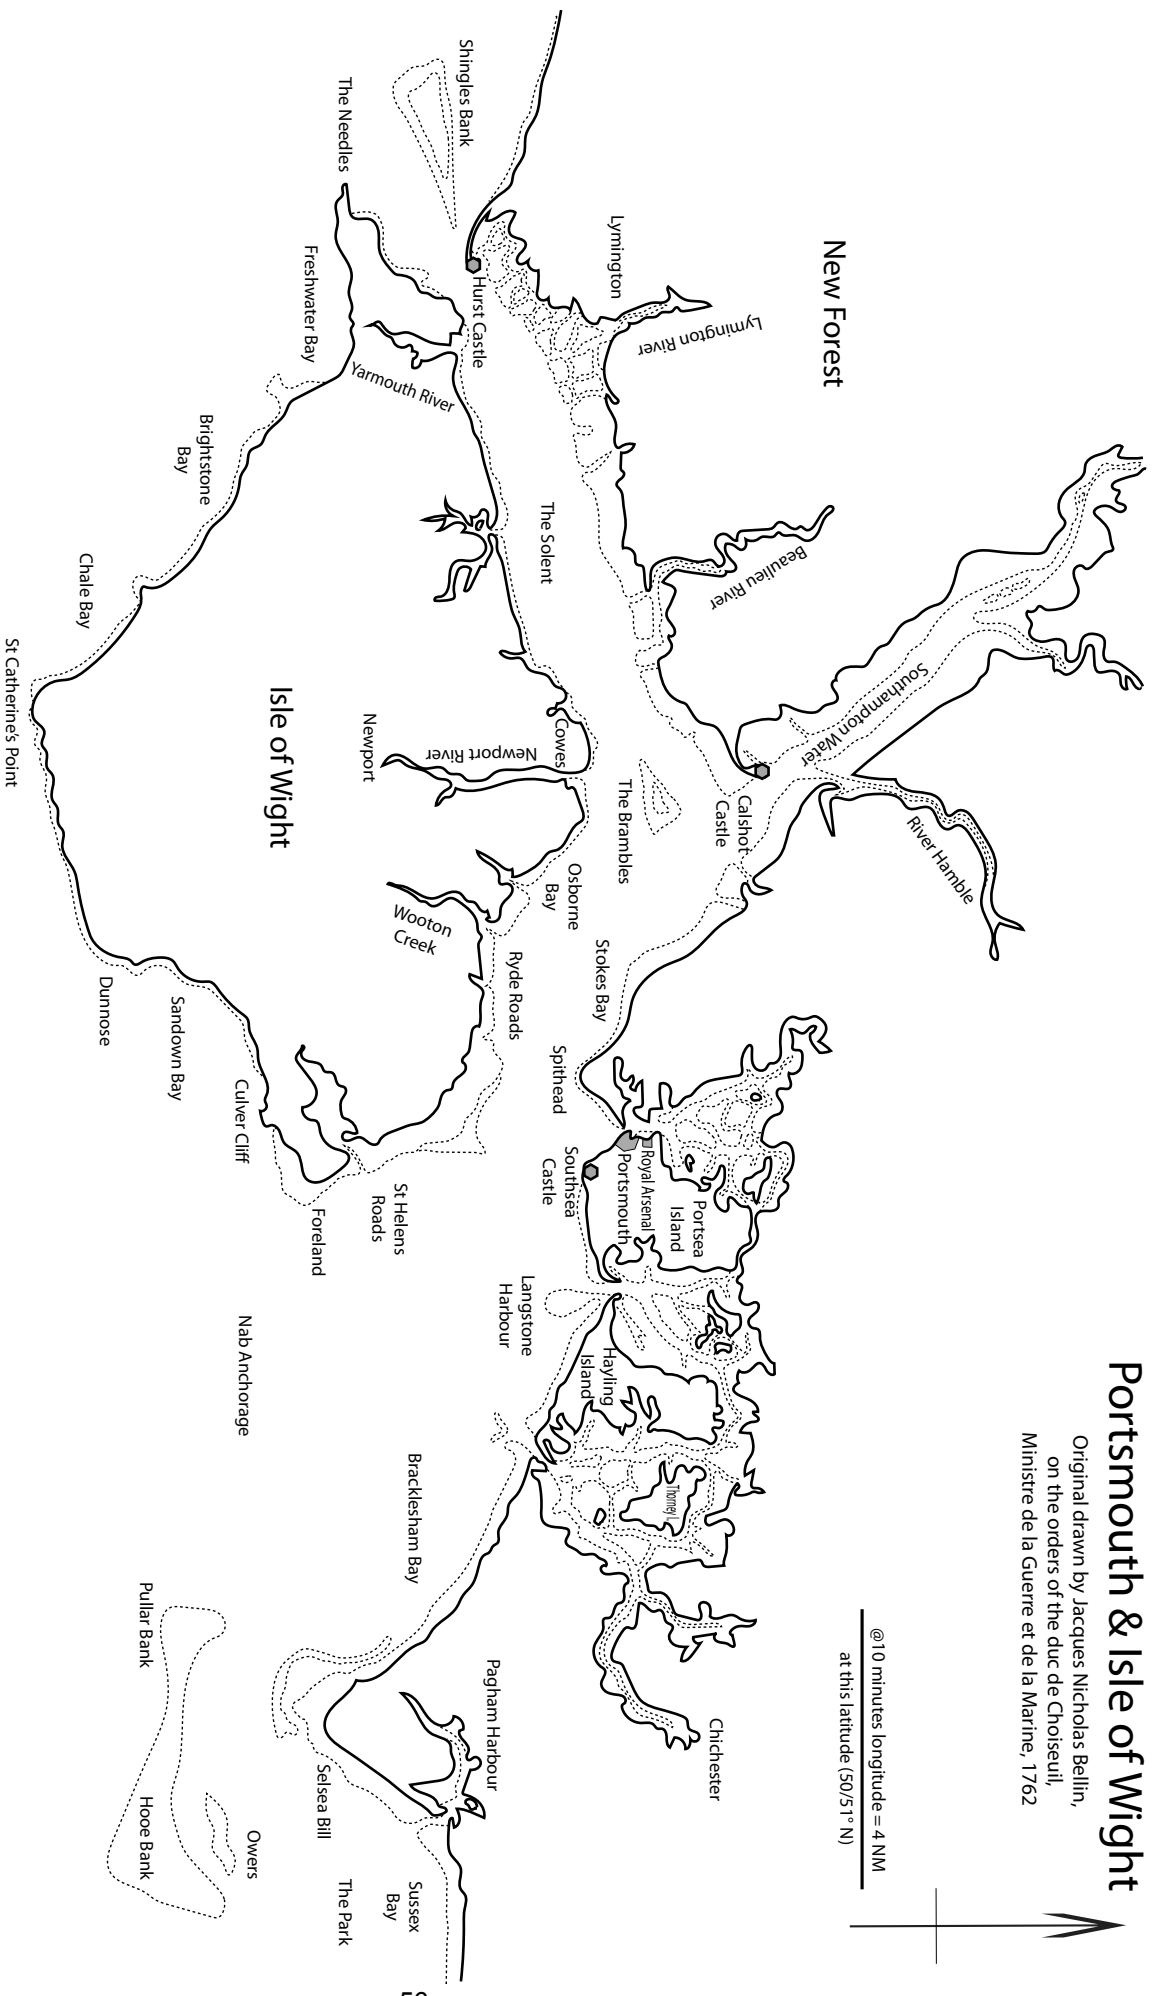 Portsmouth & Isle of Wight
Original drawn by Jacques Nicholas Bellin,
on the orders of the duc de Choiseuil,
Ministre de la Guerre et de la Marine, 1762
@10 minutes longitude = 4 NM
at this latitude (50/51° N)
New Forest
Lymington
Lymington River
Beaulieu River
Southampton Water
River Hamble
Calshot
Castle
Shingles Bank
The Needles
Hurst Castle
Freshwater Bay
Yarmouth River
The Solent
Brightstone
Bay
Chale Bay
St Catherine's Point
Isle of Wight
Newport
Newport River
Cowes
The Brambles
Osborne
Bay
Wooton
Creek
Ryde Roads
Stokes Bay
Spithead
Dunnose
Sandown Bay
Culver Cliff
Foreland
St Helens
Roads
Southsea
Castle
Portsmouth
Royal Arsenal
Portsea
Island
Langstone
Harbour
Hayling
Island
Thorney I.
Nab Anchorage
Bracklesham Bay
Chichester
Pagham Harbour
Selsea Bill
Pullar Bank
Hooe Bank
Owers
The Park
Sussex
Bay